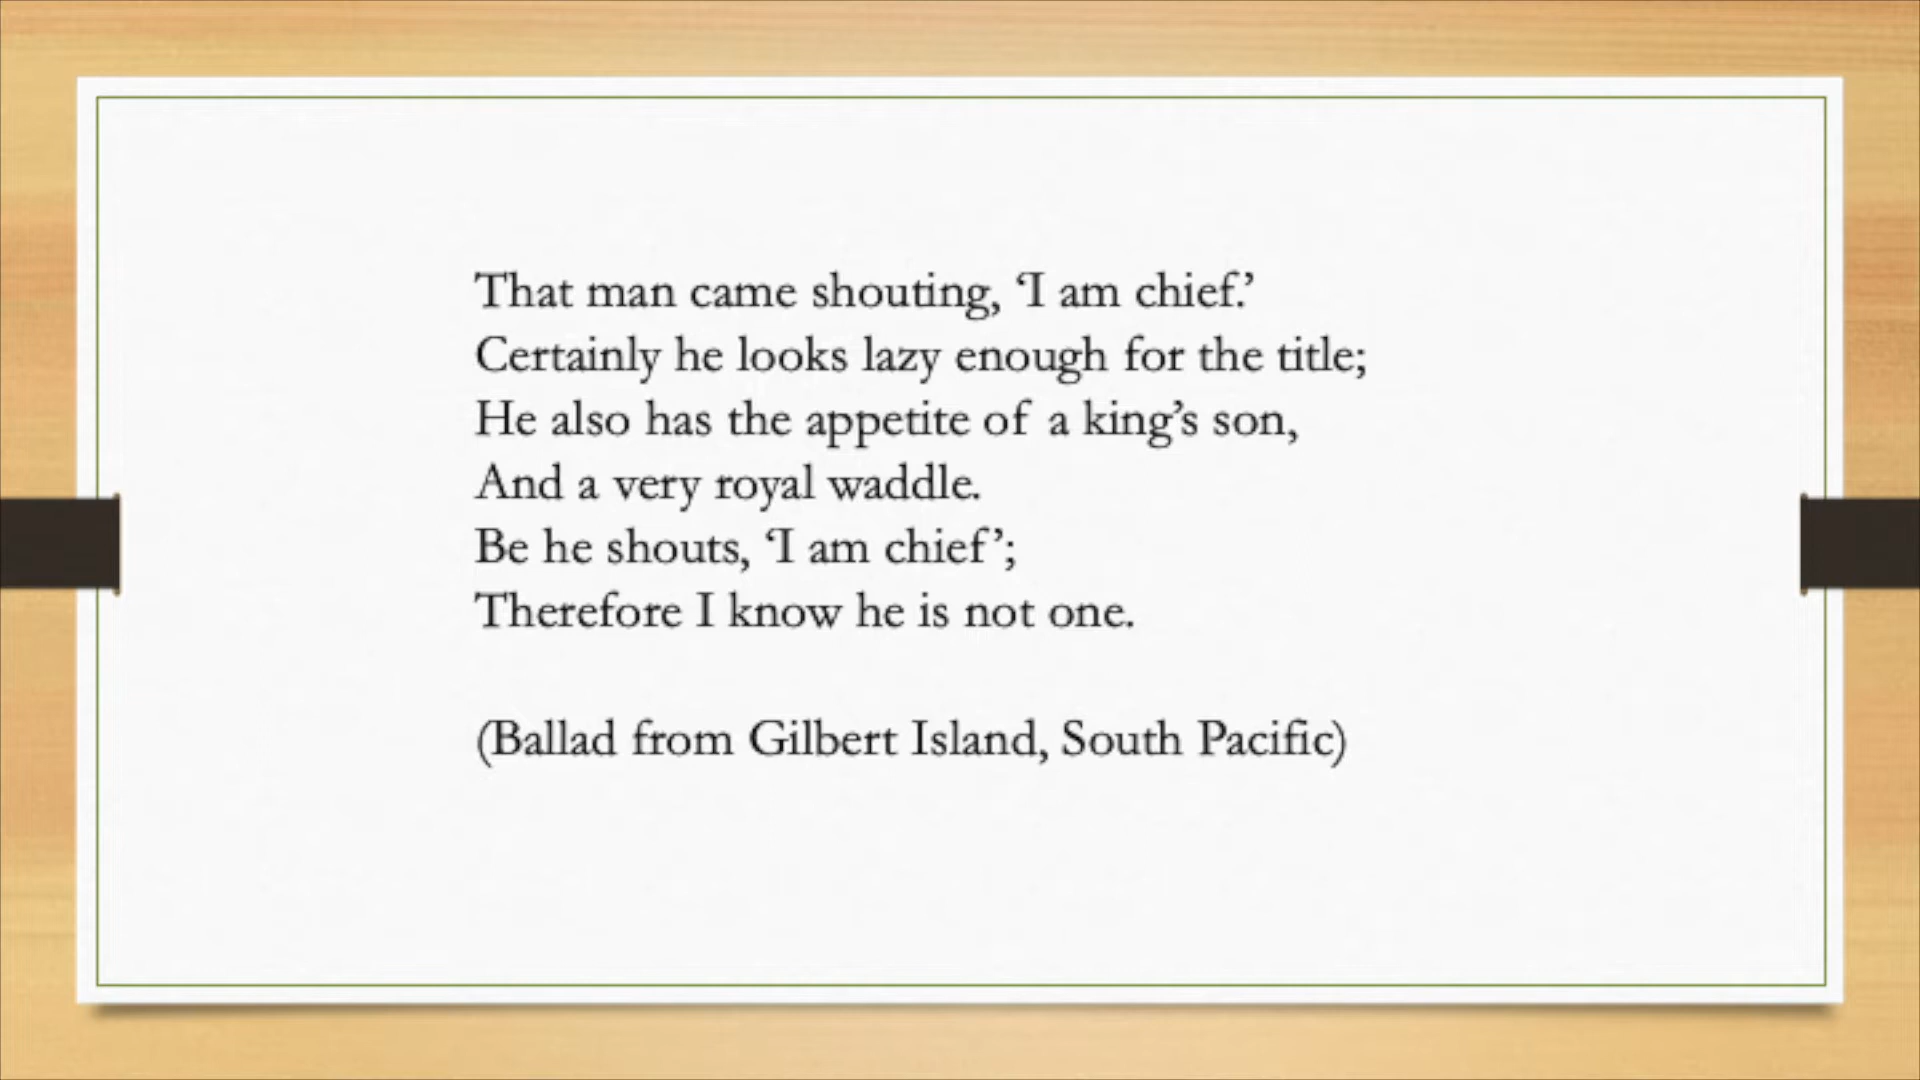 That man came shouting, ‘I am chief.’
Certainly he looks lazy enough for the title;
He also has the appetite of a king’s son,
And a very royal waddle.
Be he shouts, ‘I am chief’;
Therefore I know he is not one.
(Ballad from Gilbert Island, South Pacific)